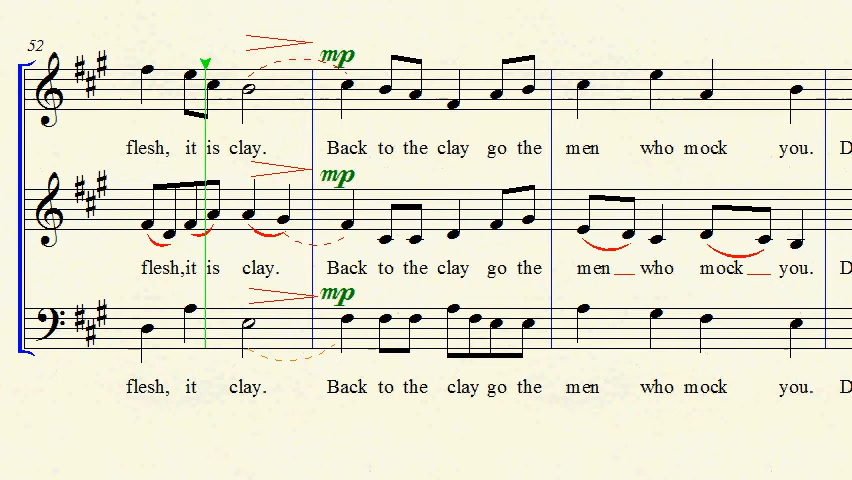 52
mp
flesh, it is clay. Back to the clay go the men who mock you. D
mp
flesh,it is clay. Back to the clay go the men __ who mock __ you. D
mp
flesh, it clay. Back to the clay go the men who mock you. D